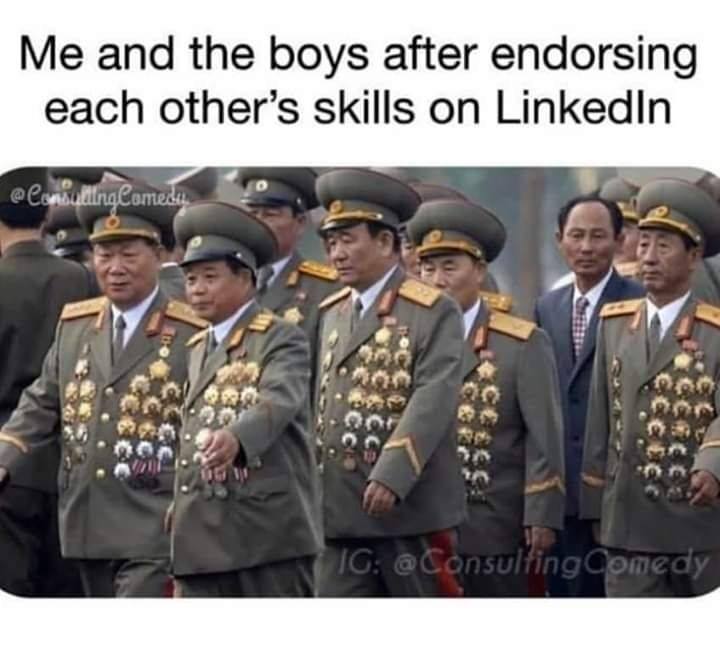 Me and the boys after endorsing
each other's skills on LinkedIn
@ConsultingComedy
IG: @ConsultingComedy